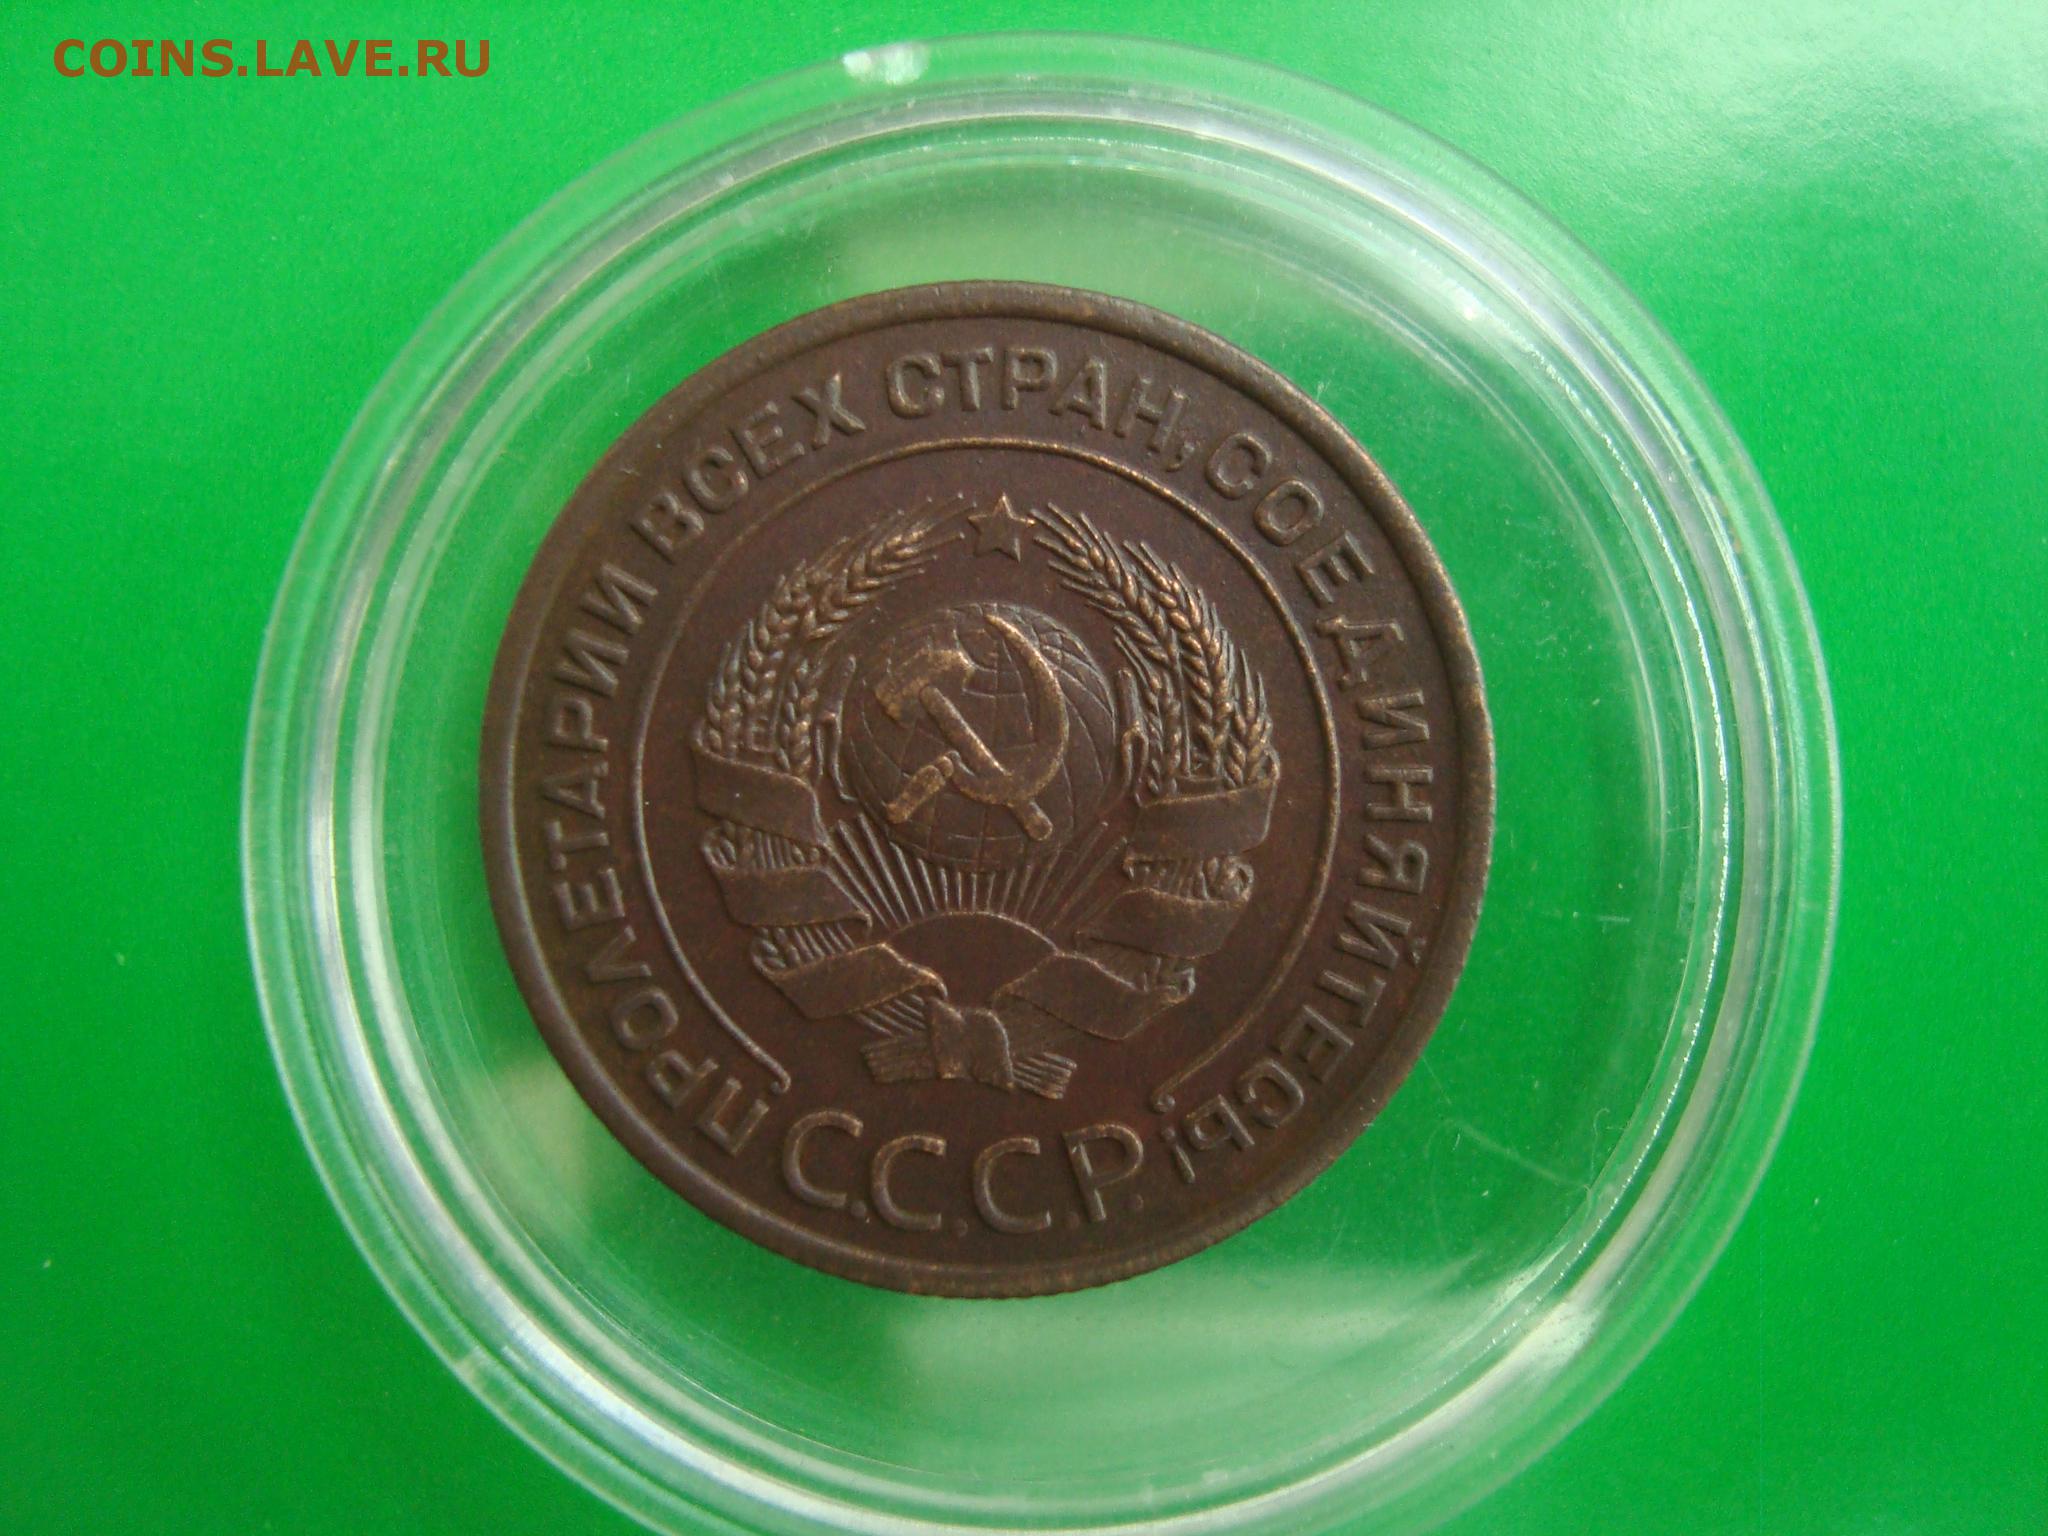 COINS.LAVE.RU
ПРОЛЕТАРИИ ВСЕХ СТРАН, СОЕДИНЯЙТЕСЬ!
С.С.С.Р.